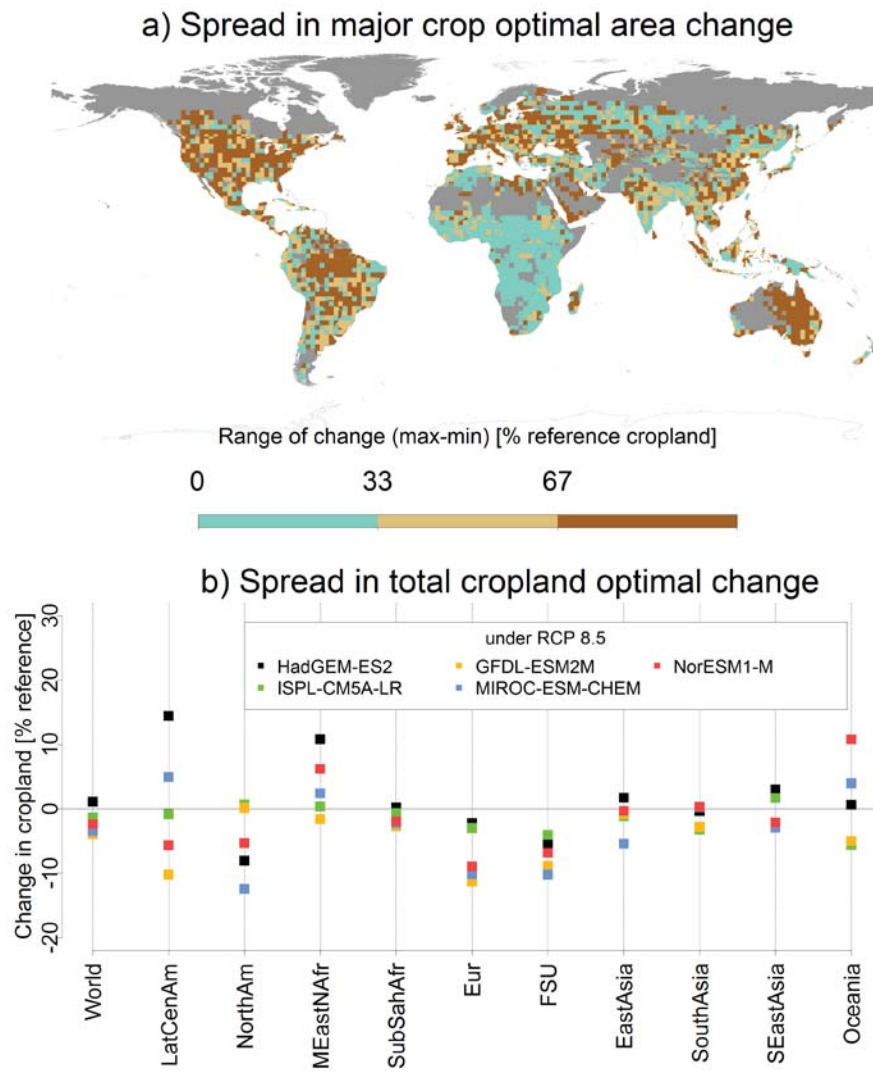 a) Spread in major crop optimal area change
Range of change (max-min) [% reference cropland]
0 33 67
b) Spread in total cropland optimal change
Change in cropland [% reference]
30
20
10
0
-10
-20
under RCP 8.5
HadGEM-ES2 GFDL-ESM2M NorESM1-M
ISPL-CM5A-LR MIROC-ESM-CHEM
World
LatCenAm
NorthAm
MEastNAfr
SubSahAfr
Eur
FSU
EastAsia
SouthAsia
SEastAsia
Oceania